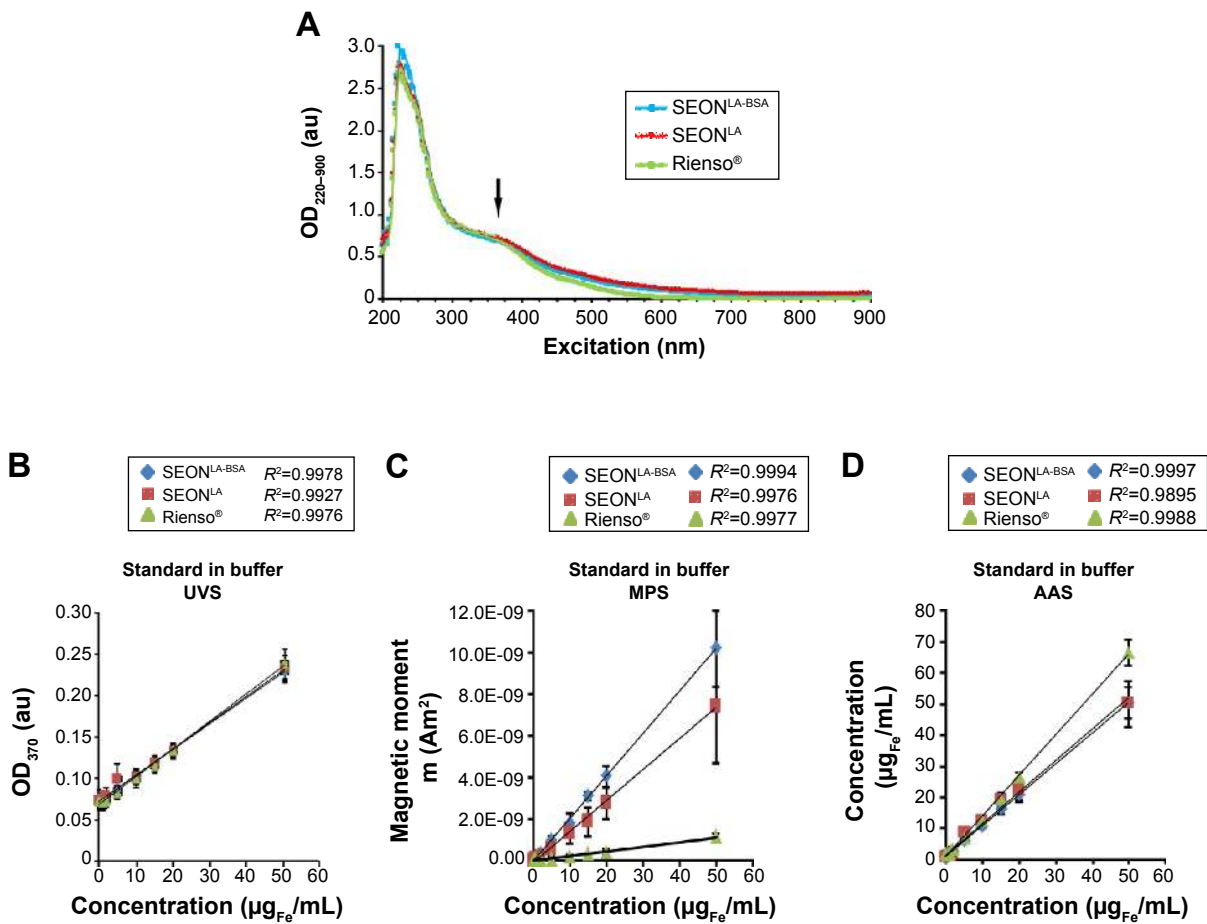 A
3.0
2.5
2.0
1.5
1.0
0.5
0
OD220–900 (au)
SEONLA-BSA
SEONLA
Rienso®
200 300 400 500 600 700 800 900
Excitation (nm)
B
SEONLA-BSA R2=0.9978
SEONLA R2=0.9927
Rienso® R2=0.9976
Standard in buffer
UVS
0.30
0.25
0.20
0.15
0.10
0.05
0
OD370 (au)
0 10 20 30 40 50 60
Concentration (µgFe/mL)
C
SEONLA-BSA R2=0.9994
SEONLA R2=0.9976
Rienso® R2=0.9977
Standard in buffer
MPS
12.0E-09
10.0E-09
8.0E-09
6.0E-09
4.0E-09
2.0E-09
0.00
Magnetic moment
m (Am2)
0 10 20 30 40 50 60
Concentration (µgFe/mL)
D
SEONLA-BSA R2=0.9997
SEONLA R2=0.9895
Rienso® R2=0.9988
Standard in buffer
AAS
80
70
60
50
40
30
20
10
0
Concentration
(µgFe/mL)
0 10 20 30 40 50 60
Concentration (µgFe/mL)